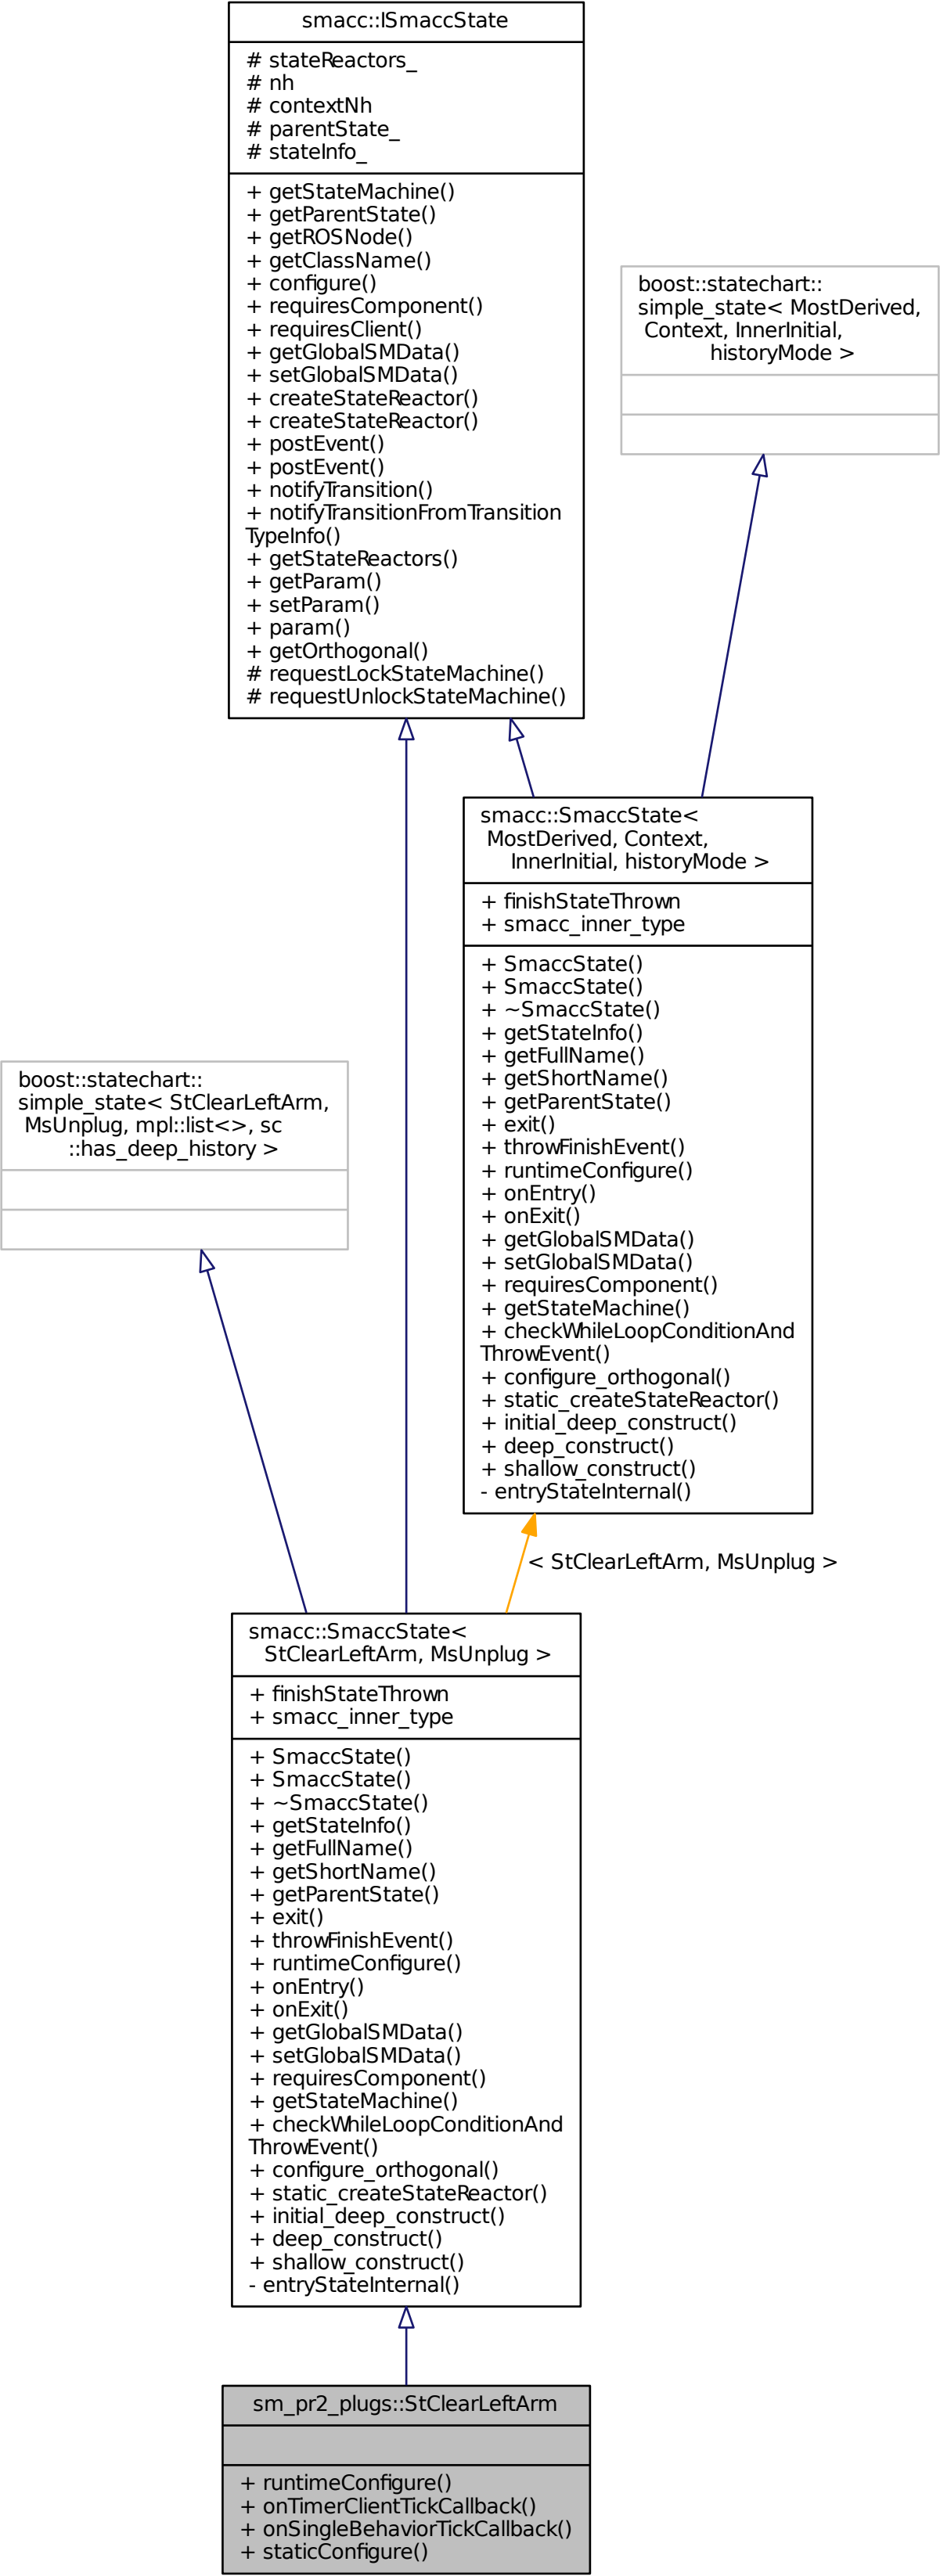 smacc::ISmaccState
# stateReactors_
# nh
# contextNh
# parentState_
# stateInfo_
+ getStateMachine()
+ getParentState()
+ getROSNode()
+ getClassName()
+ configure()
+ requiresComponent()
+ requiresClient()
+ getGlobalSMData()
+ setGlobalSMData()
+ createStateReactor()
+ createStateReactor()
+ postEvent()
+ postEvent()
+ notifyTransition()
+ notifyTransitionFromTransition
TypeInfo()
+ getStateReactors()
+ getParam()
+ setParam()
+ param()
+ getOrthogonal()
# requestLockStateMachine()
# requestUnlockStateMachine()
boost::statechart::
simple_state< MostDerived,
Context, InnerInitial,
historyMode >
smacc::SmaccState<
MostDerived, Context,
InnerInitial, historyMode >
+ finishStateThrown
+ smacc_inner_type
+ SmaccState()
+ SmaccState()
+ ~SmaccState()
+ getStateInfo()
+ getFullName()
+ getShortName()
+ getParentState()
+ exit()
+ throwFinishEvent()
+ runtimeConfigure()
+ onEntry()
+ onExit()
+ getGlobalSMData()
+ setGlobalSMData()
+ requiresComponent()
+ getStateMachine()
+ checkWhileLoopConditionAnd
ThrowEvent()
+ configure_orthogonal()
+ static_createStateReactor()
+ initial_deep_construct()
+ deep_construct()
+ shallow_construct()
- entryStateInternal()
boost::statechart::
simple_state< StClearLeftArm,
MsUnplug, mpl::list<>, sc
::has_deep_history >
< StClearLeftArm, MsUnplug >
smacc::SmaccState<
StClearLeftArm, MsUnplug >
+ finishStateThrown
+ smacc_inner_type
+ SmaccState()
+ SmaccState()
+ ~SmaccState()
+ getStateInfo()
+ getFullName()
+ getShortName()
+ getParentState()
+ exit()
+ throwFinishEvent()
+ runtimeConfigure()
+ onEntry()
+ onExit()
+ getGlobalSMData()
+ setGlobalSMData()
+ requiresComponent()
+ getStateMachine()
+ checkWhileLoopConditionAnd
ThrowEvent()
+ configure_orthogonal()
+ static_createStateReactor()
+ initial_deep_construct()
+ deep_construct()
+ shallow_construct()
- entryStateInternal()
sm_pr2_plugs::StClearLeftArm
+ runtimeConfigure()
+ onTimerClientTickCallback()
+ onSingleBehaviorTickCallback()
+ staticConfigure()